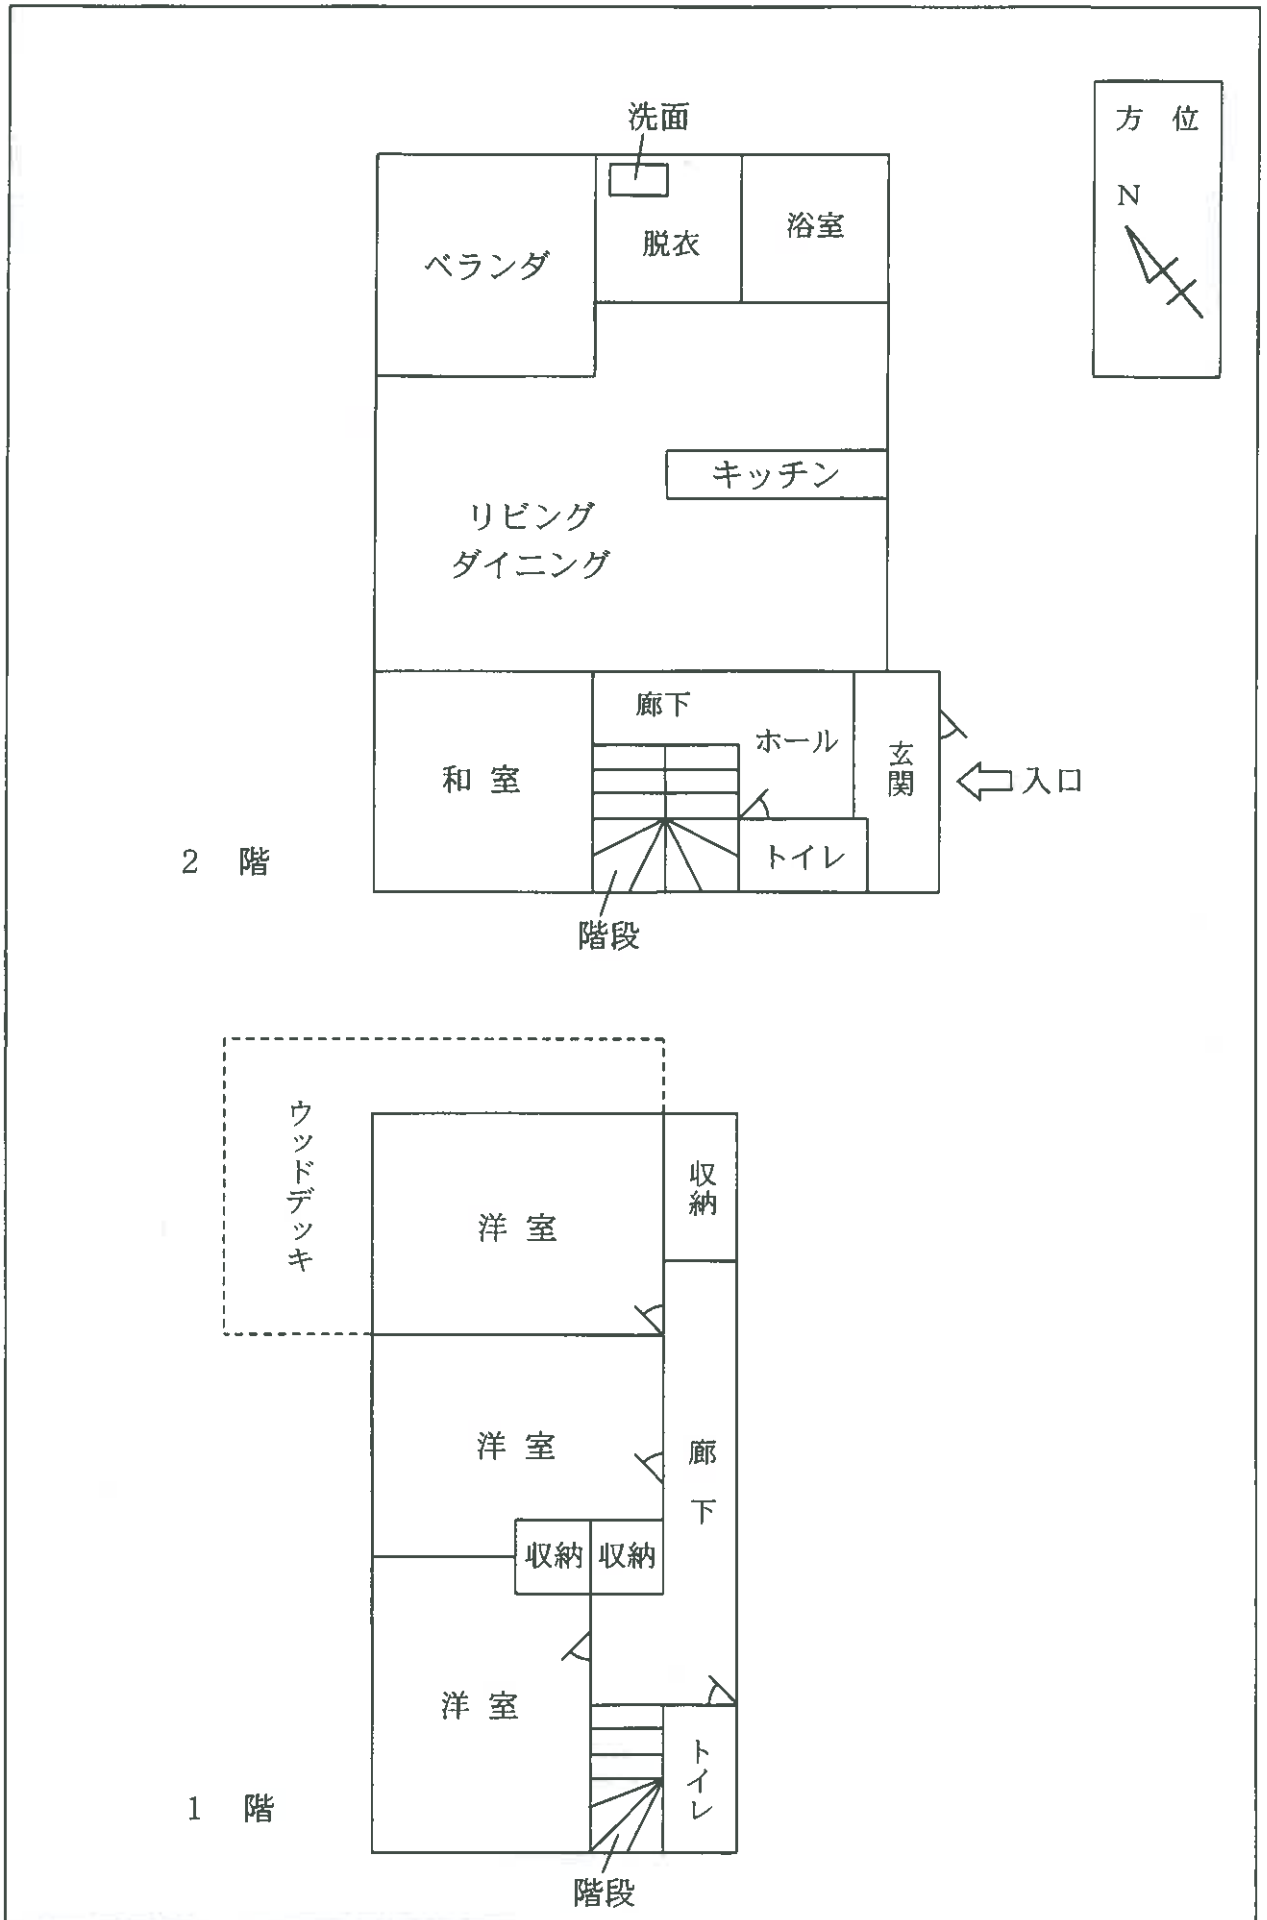 方 位
N
洗面
脱衣
浴室
ベランダ
キッチン
リビング
ダイニング
廊下
ホール
玄関
入口
和 室
トイレ
2 階
階段
ウッドデッキ
収納
洋 室
洋 室
廊 下
収納
収納
洋 室
トイレ
1 階
階段